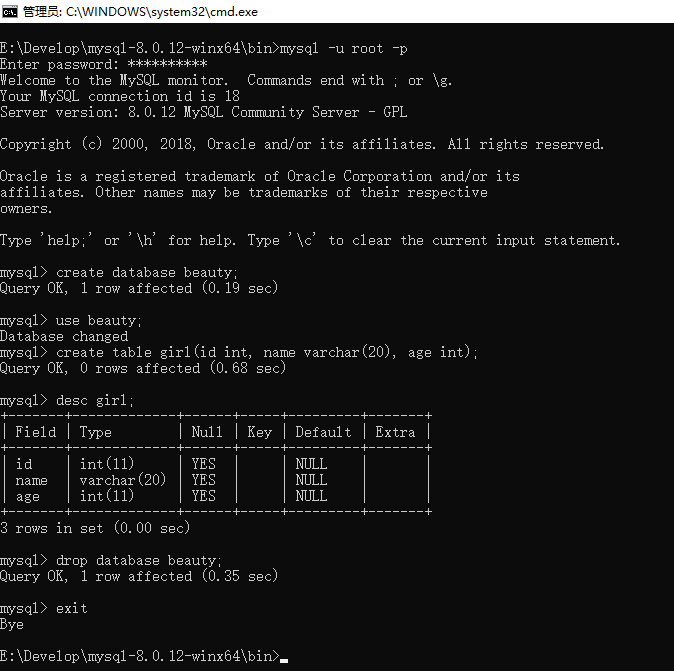 管理员: C:\WINDOWS\system32\cmd.exe
E:\Develop\mysql-8.0.12-winx64\bin>mysql -u root -p
Enter password: **********
Welcome to the MySQL monitor.  Commands end with ; or \g.
Your MySQL connection id is 18
Server version: 8.0.12 MySQL Community Server - GPL
Copyright (c) 2000, 2018, Oracle and/or its affiliates. All rights reserved.
Oracle is a registered trademark of Oracle Corporation and/or its
affiliates. Other names may be trademarks of their respective
owners.
Type 'help;' or '\h' for help. Type '\c' to clear the current input statement.
mysql> create database beauty;
Query OK, 1 row affected (0.19 sec)
mysql> use beauty;
Database changed
mysql> create table girl(id int, name varchar(20), age int);
Query OK, 0 rows affected (0.68 sec)
mysql> desc girl;
+-------+-------------+------+-----+---------+-------+
| Field | Type        | Null | Key | Default | Extra |
+-------+-------------+------+-----+---------+-------+
| id    | int(11)     | YES  |     | NULL    |       |
| name  | varchar(20) | YES  |     | NULL    |       |
| age   | int(11)     | YES  |     | NULL    |       |
+-------+-------------+------+-----+---------+-------+
3 rows in set (0.00 sec)
mysql> drop database beauty;
Query OK, 1 row affected (0.35 sec)
mysql> exit
Bye
E:\Develop\mysql-8.0.12-winx64\bin>